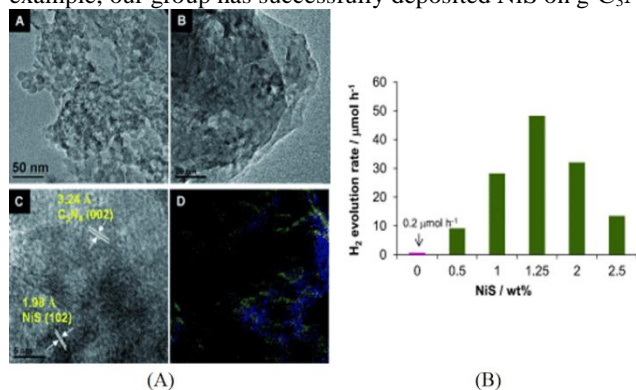 example, our group has successfully deposited NiS on g-C₃N
A
B
50 nm
C
3.24 Å
C₃N₄ (002)
1.98 Å
NiS (102)
5 nm
D
(A)
B
H₂ evolution rate / μmol h⁻¹
60
50
40
30
20
10
0
0.2 μmol h⁻¹
0 0.5 1 1.25 2 2.5
NiS / wt%
(B)